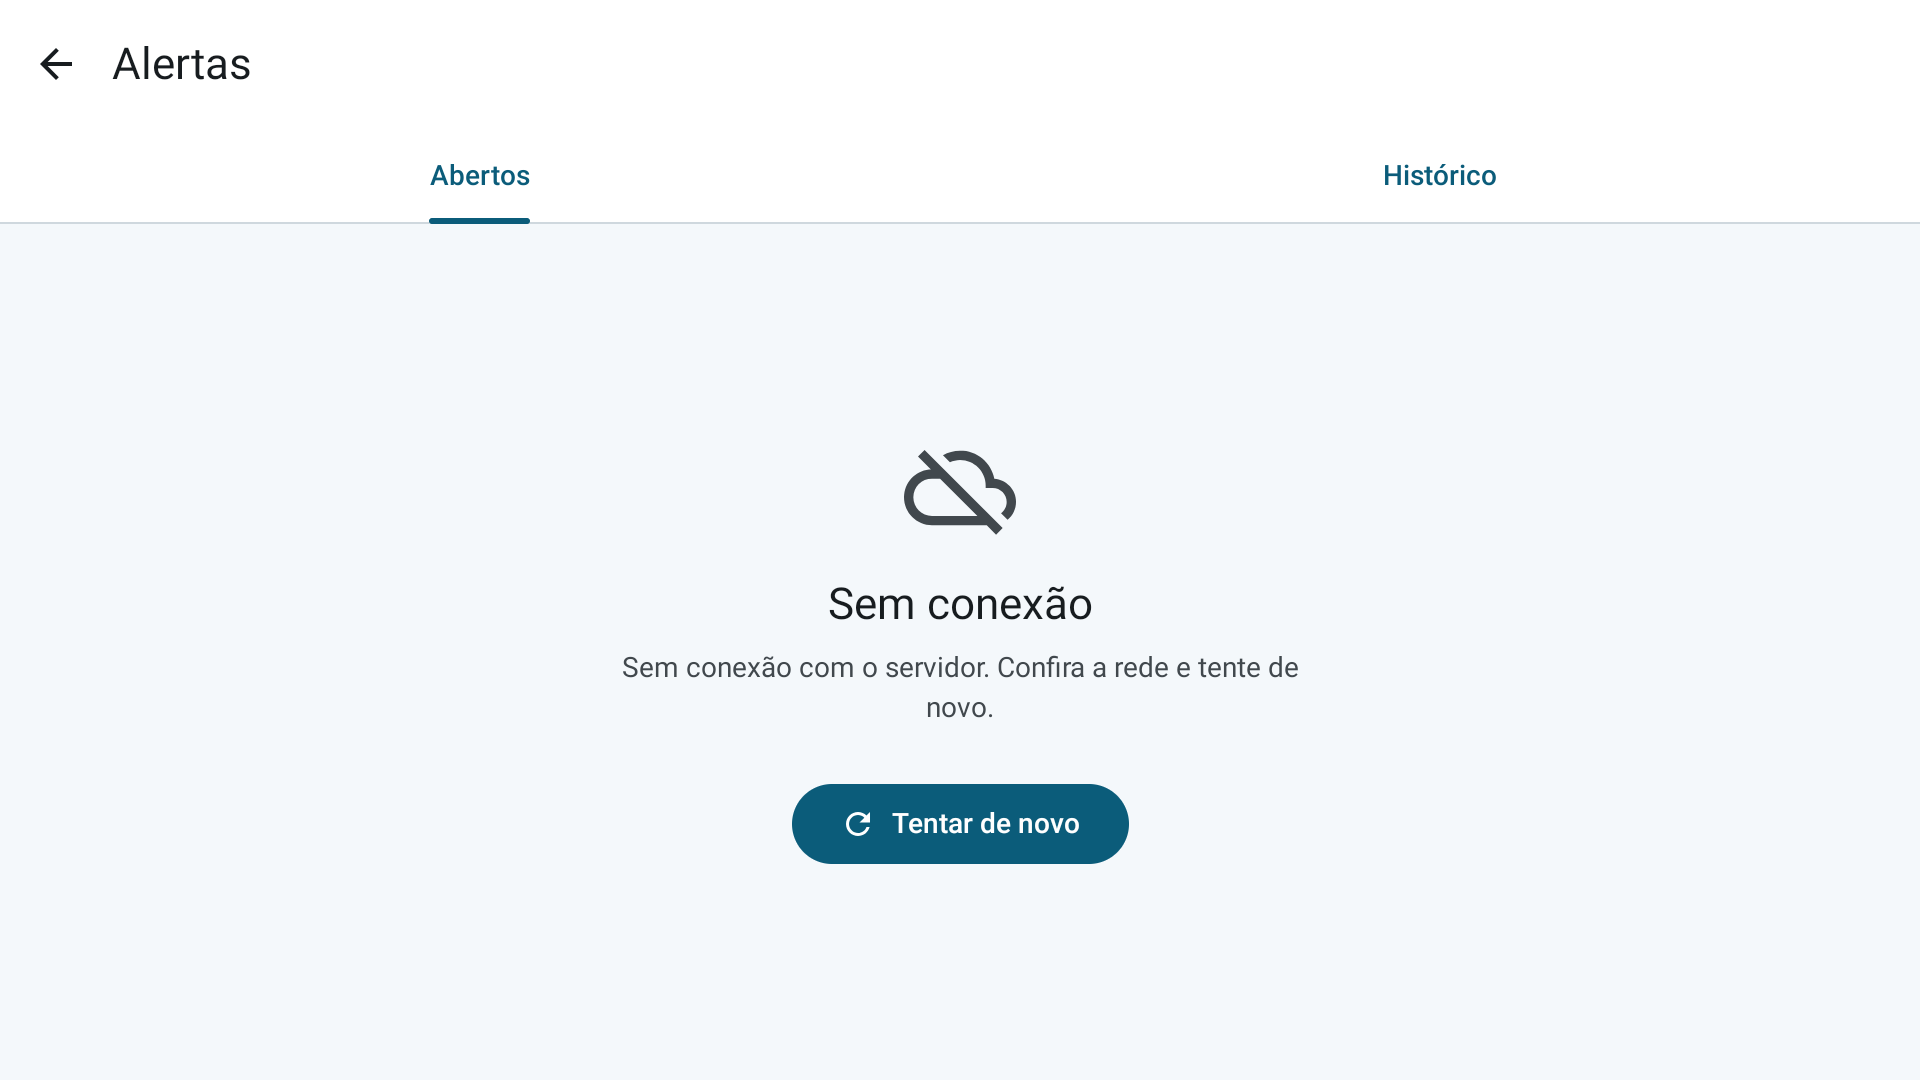 Alertas
Abertos
Histórico
Sem conexão
Sem conexão com o servidor. Confira a rede e tente de
novo.
Tentar de novo